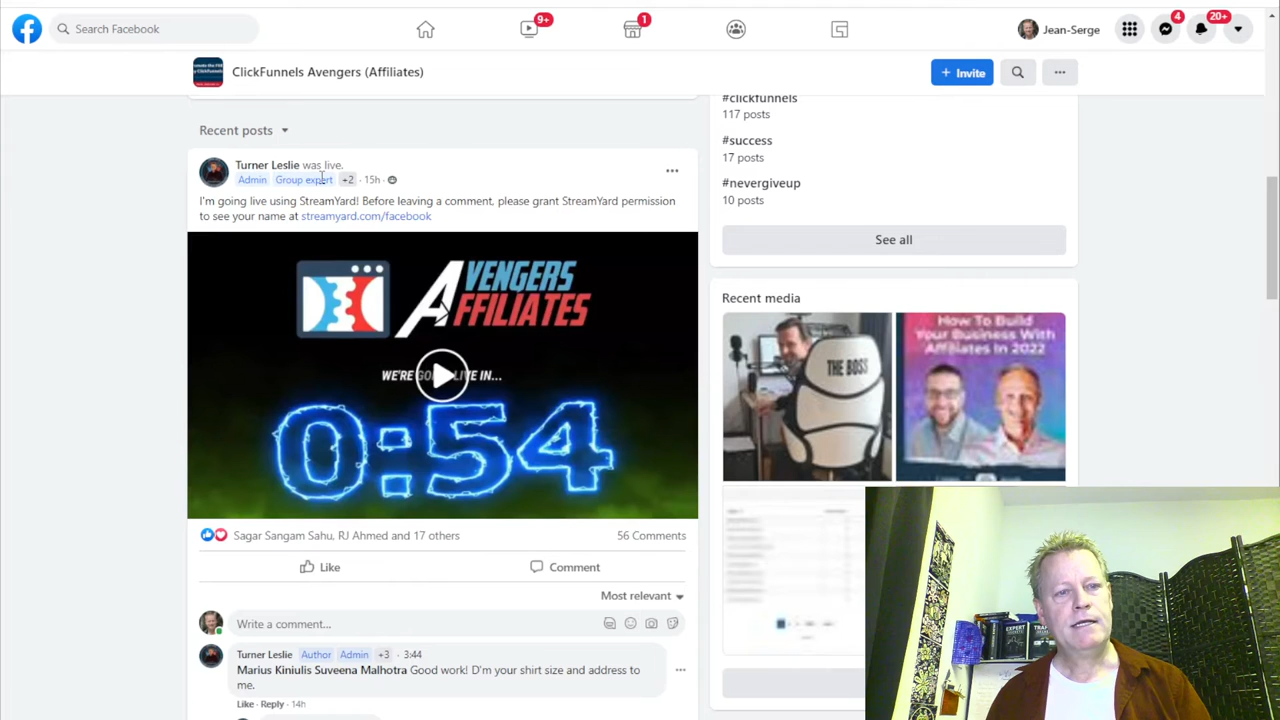 Search Facebook
9+
1
Jean-Serge
4
20+
ClickFunnels Avengers (Affiliates)
+ Invite
Recent posts
Turner Leslie was live.
Admin Group expert +2 · 15h ·
I'm going live using StreamYard! Before leaving a comment, please grant StreamYard permission
to see your name at streamyard.com/facebook
AVENGERS
AFFILIATES
WE'RE GOING LIVE IN...
0:54
Sagar Sangam Sahu, RJ Ahmed and 17 others
56 Comments
Like
Comment
Most relevant
Write a comment...
Turner Leslie Author Admin +3 · 3:44
Marius Kiniulis Suveena Malhotra Good work! D'm your shirt size and address to
me.
Like · Reply · 14h
#clickfunnels
117 posts
#success
17 posts
#nevergiveup
10 posts
See all
Recent media
THE BOSS
How To Build
Your Business With
Affiliates In 2022
EXPERT